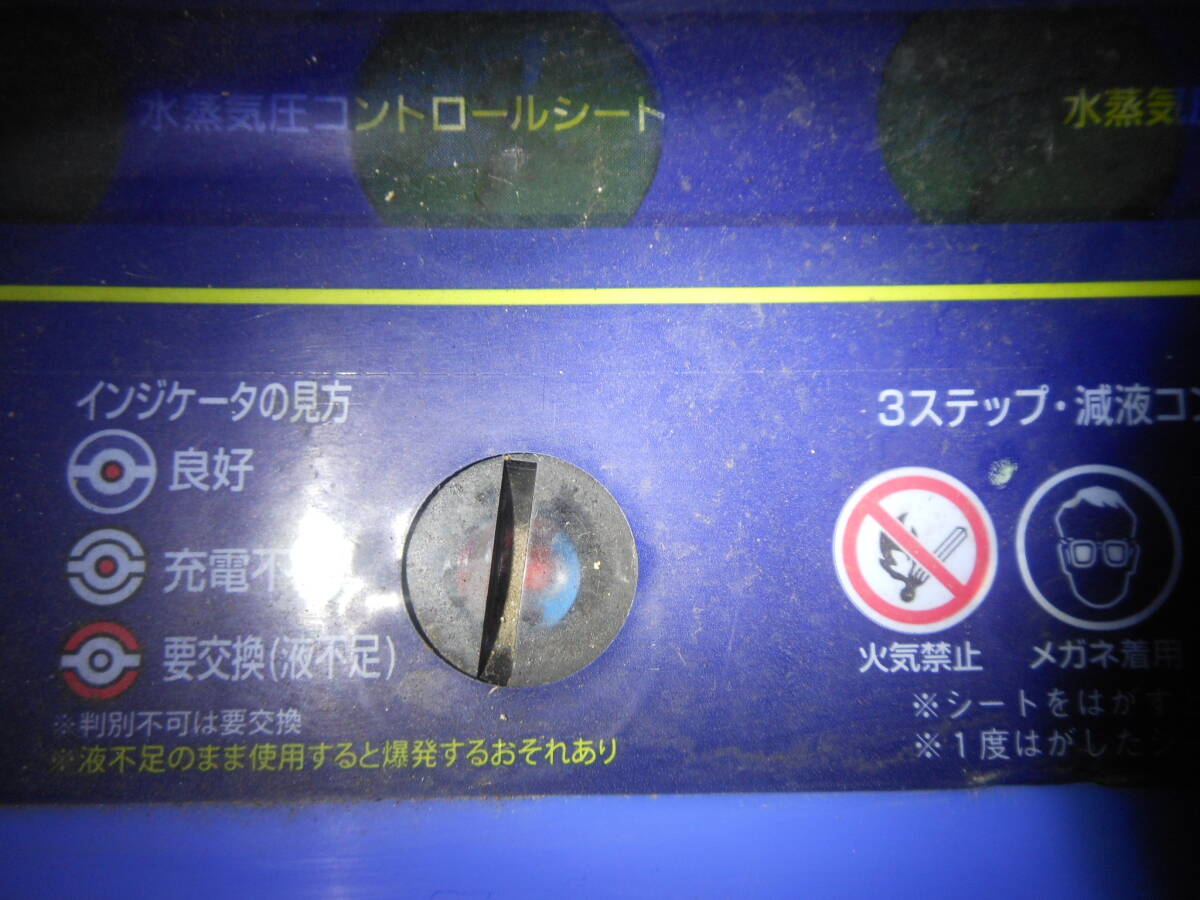 水蒸気圧コントロールシート
水蒸気
インジケータの見方
良好
充電不
要交換(液不足)
※判別不可は要交換
※液不足のまま使用すると爆発するおそれあり
3ステップ・減液コン
火気禁止
メガネ着用
※シートをはがす
※1度はがした